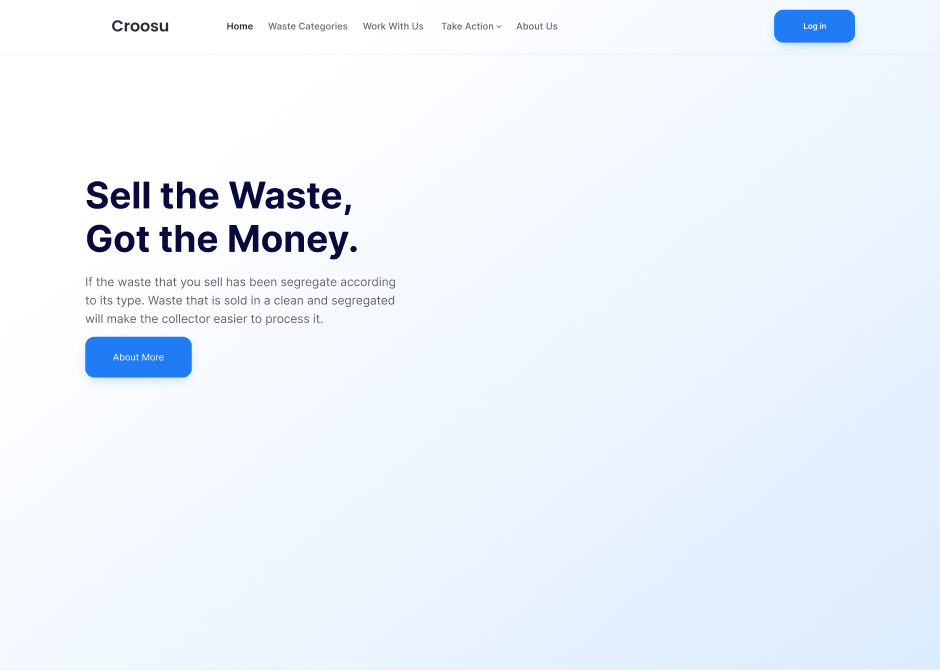 Croosu
Home Waste Categories Work With Us Take Action About Us
Log in
Sell the Waste,
Got the Money.
If the waste that you sell has been segregate according
to its type. Waste that is sold in a clean and segregated
will make the collector easier to process it.
About More